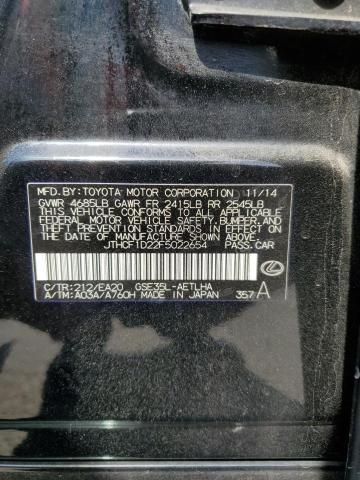 MFD.BY:TOYOTA MOTOR CORPORATION 11/14
GVWR 4685LB GAWR FR 2415LB RR 2545LB
THIS VEHICLE CONFORMS TO ALL APPLICABLE
FEDERAL MOTOR VEHICLE SAFETY, BUMPER, AND
THEFT PREVENTION STANDARDS IN EFFECT ON
THE DATE OF MANUFACTURE SHOWN ABOVE.
JTHCF1D22F5022654 PASS.CAR
C/TR:212/EA20 GSE35L-AETLHA
A/TM:A03A/A760H MADE IN JAPAN 357 A